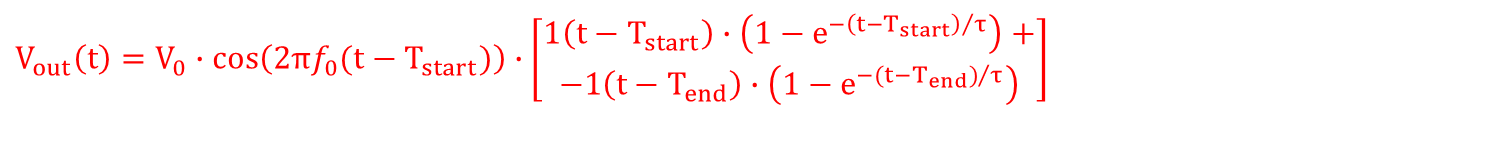 V_out(t) = V_0 · cos(2πf_0(t − T_start)) · [1(t − T_start) · (1 − e^−(t−T_start)/τ) +
−1(t − T_end) · (1 − e^−(t−T_end)/τ)]